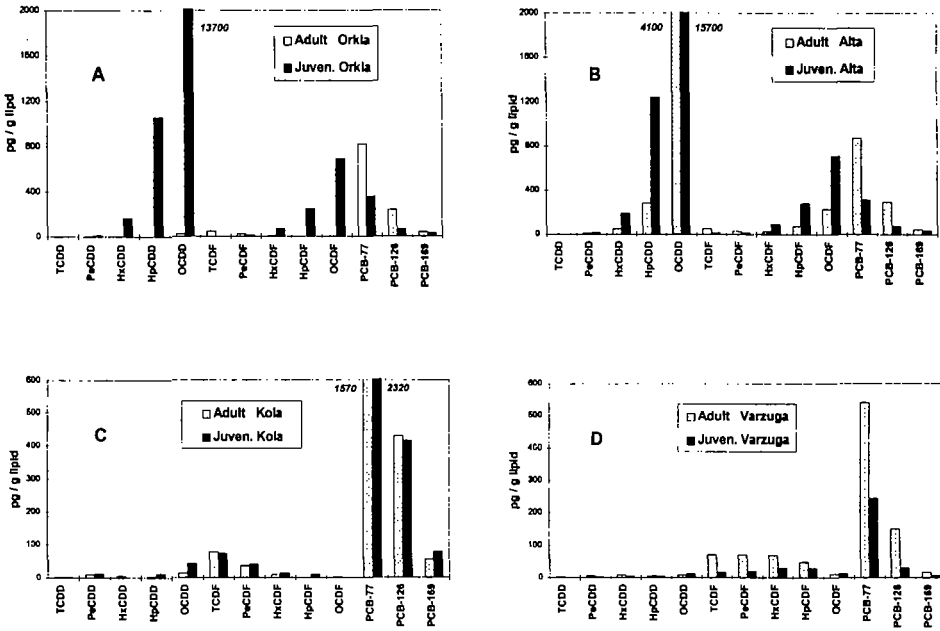 13700
2000
1600
1200
800
400
0
pg / g lipd
A
Adult Orkla
Juven. Orkla
TCDD
PeCDD
HxCDD
HpCDD
OCDD
TCDF
PeCDF
HxCDF
HpCDF
OCDF
PCB-77
PCB-126
PCB-169
4100
15700
2000
1600
1200
800
400
0
pg / g lipid
B
Adult Alta
Juven. Alta
TCDD
PeCDD
HxCDD
HpCDD
OCDD
TCDF
PeCDF
HxCDF
HpCDF
OCDF
PCB-77
PCB-126
PCB-169
1570
2320
600
500
400
300
200
100
0
pg / g lipid
C
Adult Kola
Juven. Kola
TCDD
PeCDD
HxCDD
HpCDD
OCDD
TCDF
PeCDF
HxCDF
HpCDF
OCDF
PCB-77
PCB-126
PCB-169
600
500
400
300
200
100
0
pg / g lipid
D
Adult Varzuga
Juven. Varzuga
TCDD
PeCDD
HxCDD
HpCDD
OCDD
TCDF
PeCDF
HxCDF
HpCDF
OCDF
PCB-77
PCB-126
PCB-169